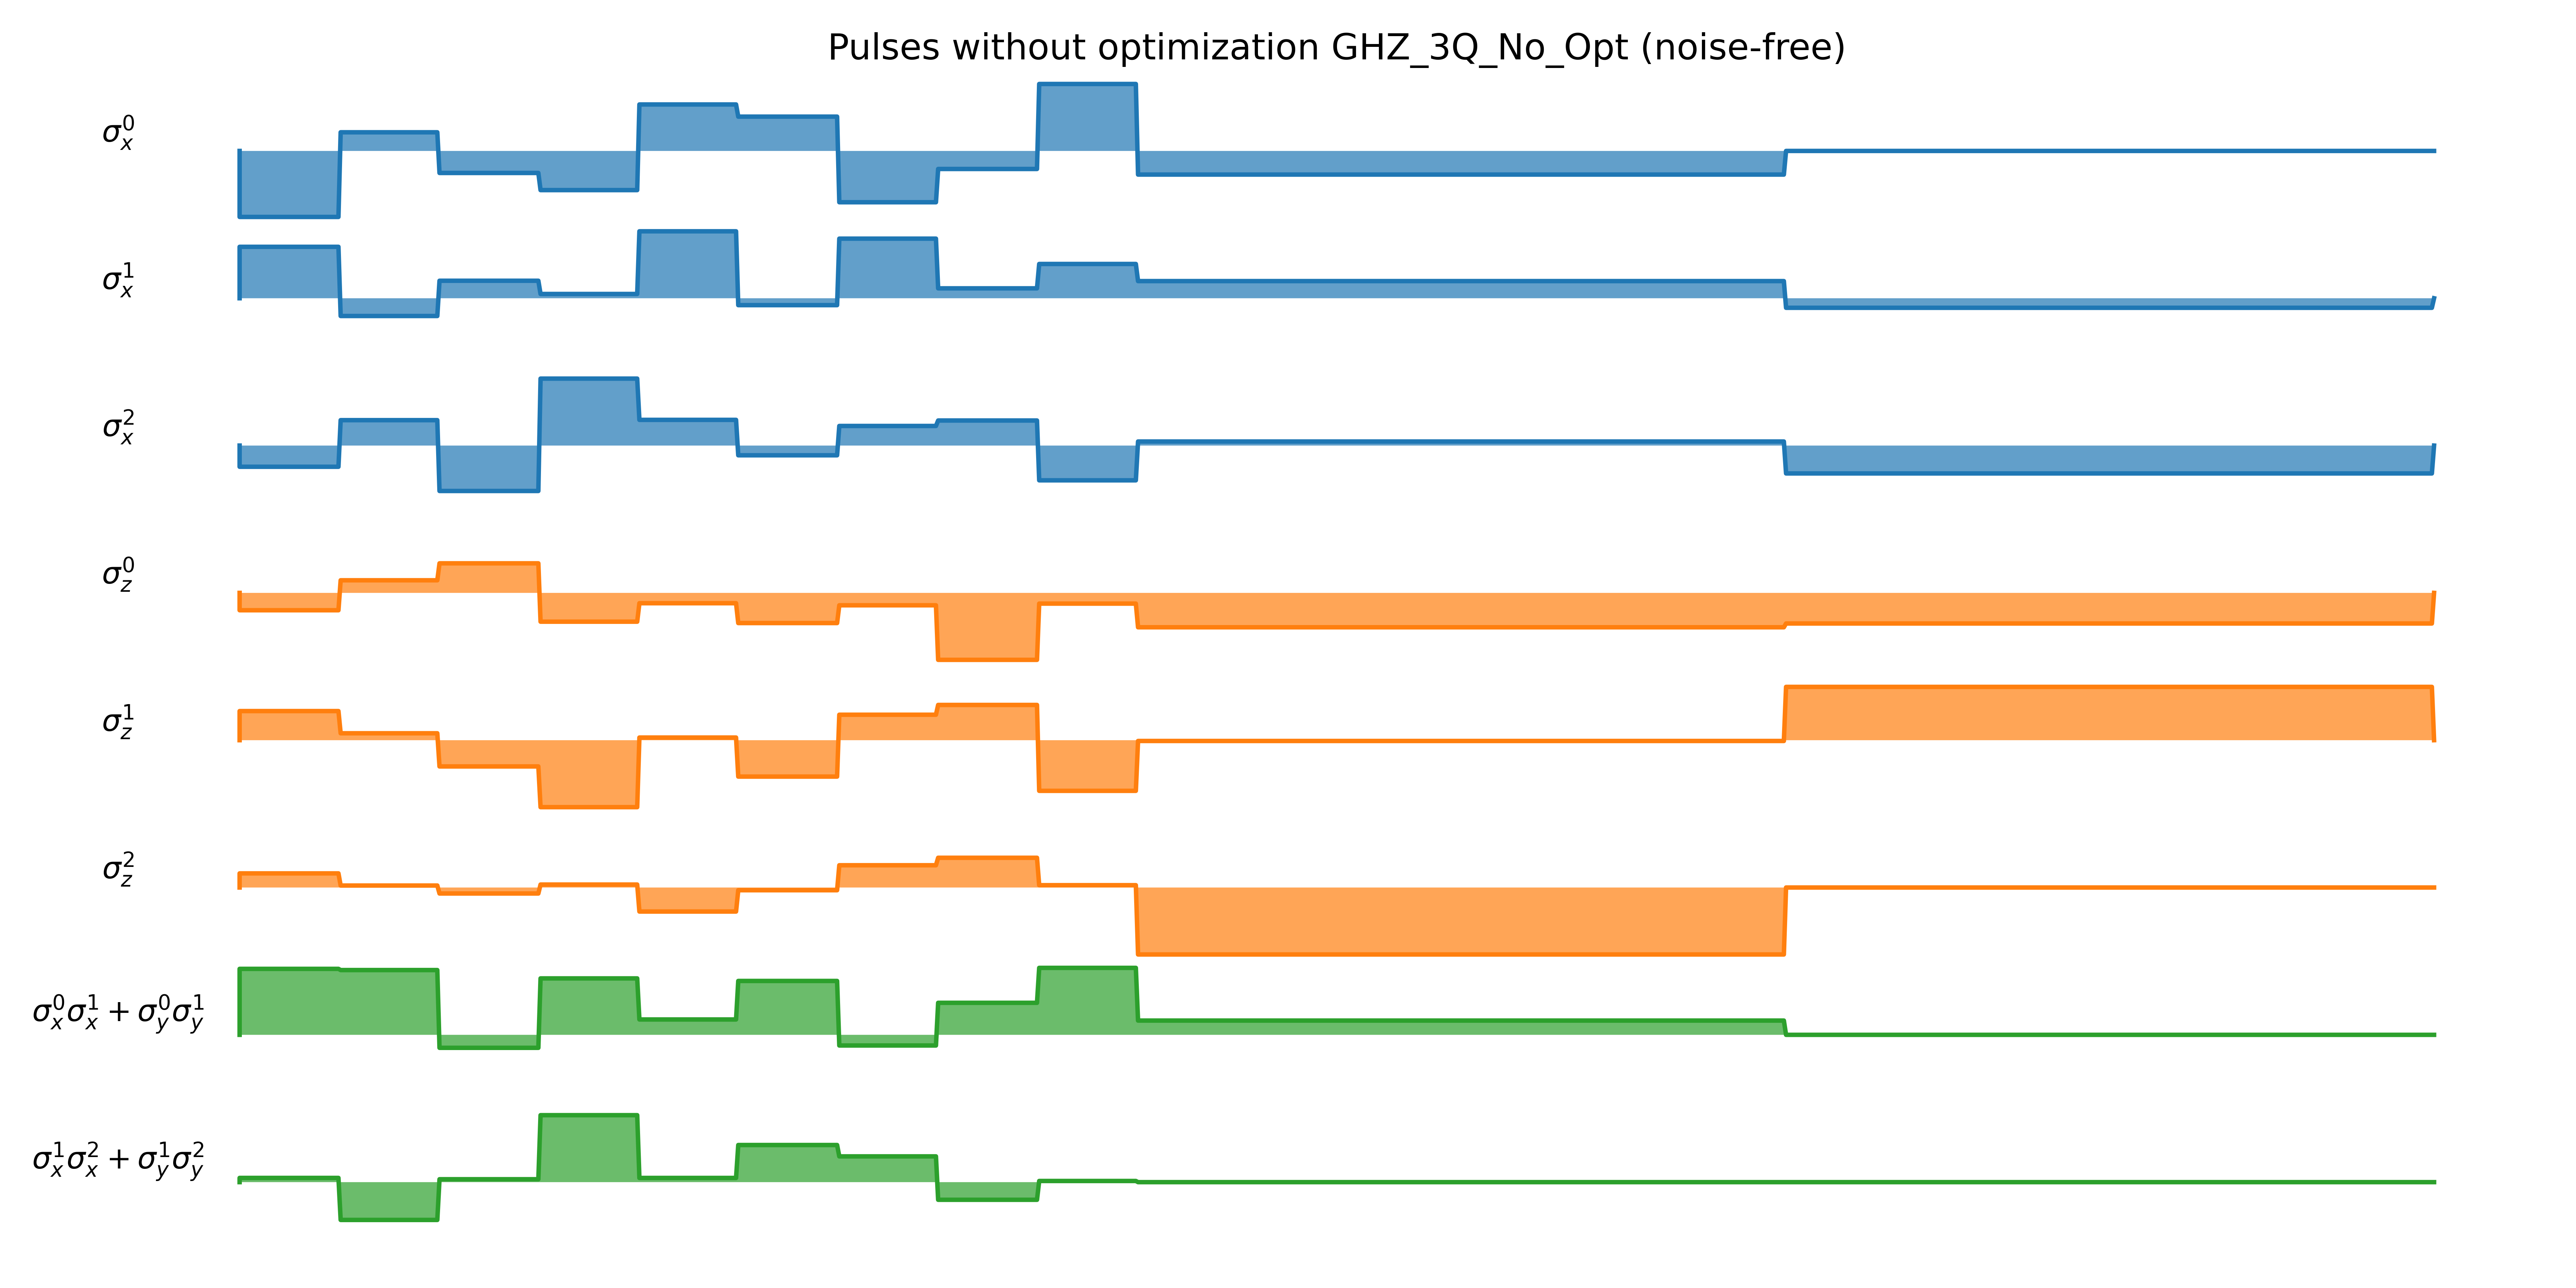 Pulses without optimization GHZ_3Q_No_Opt (noise-free)
σ_x^0
σ_x^1
σ_x^2
σ_z^0
σ_z^1
σ_z^2
σ_x^0σ_x^1 + σ_y^0σ_y^1
σ_x^1σ_x^2 + σ_y^1σ_y^2